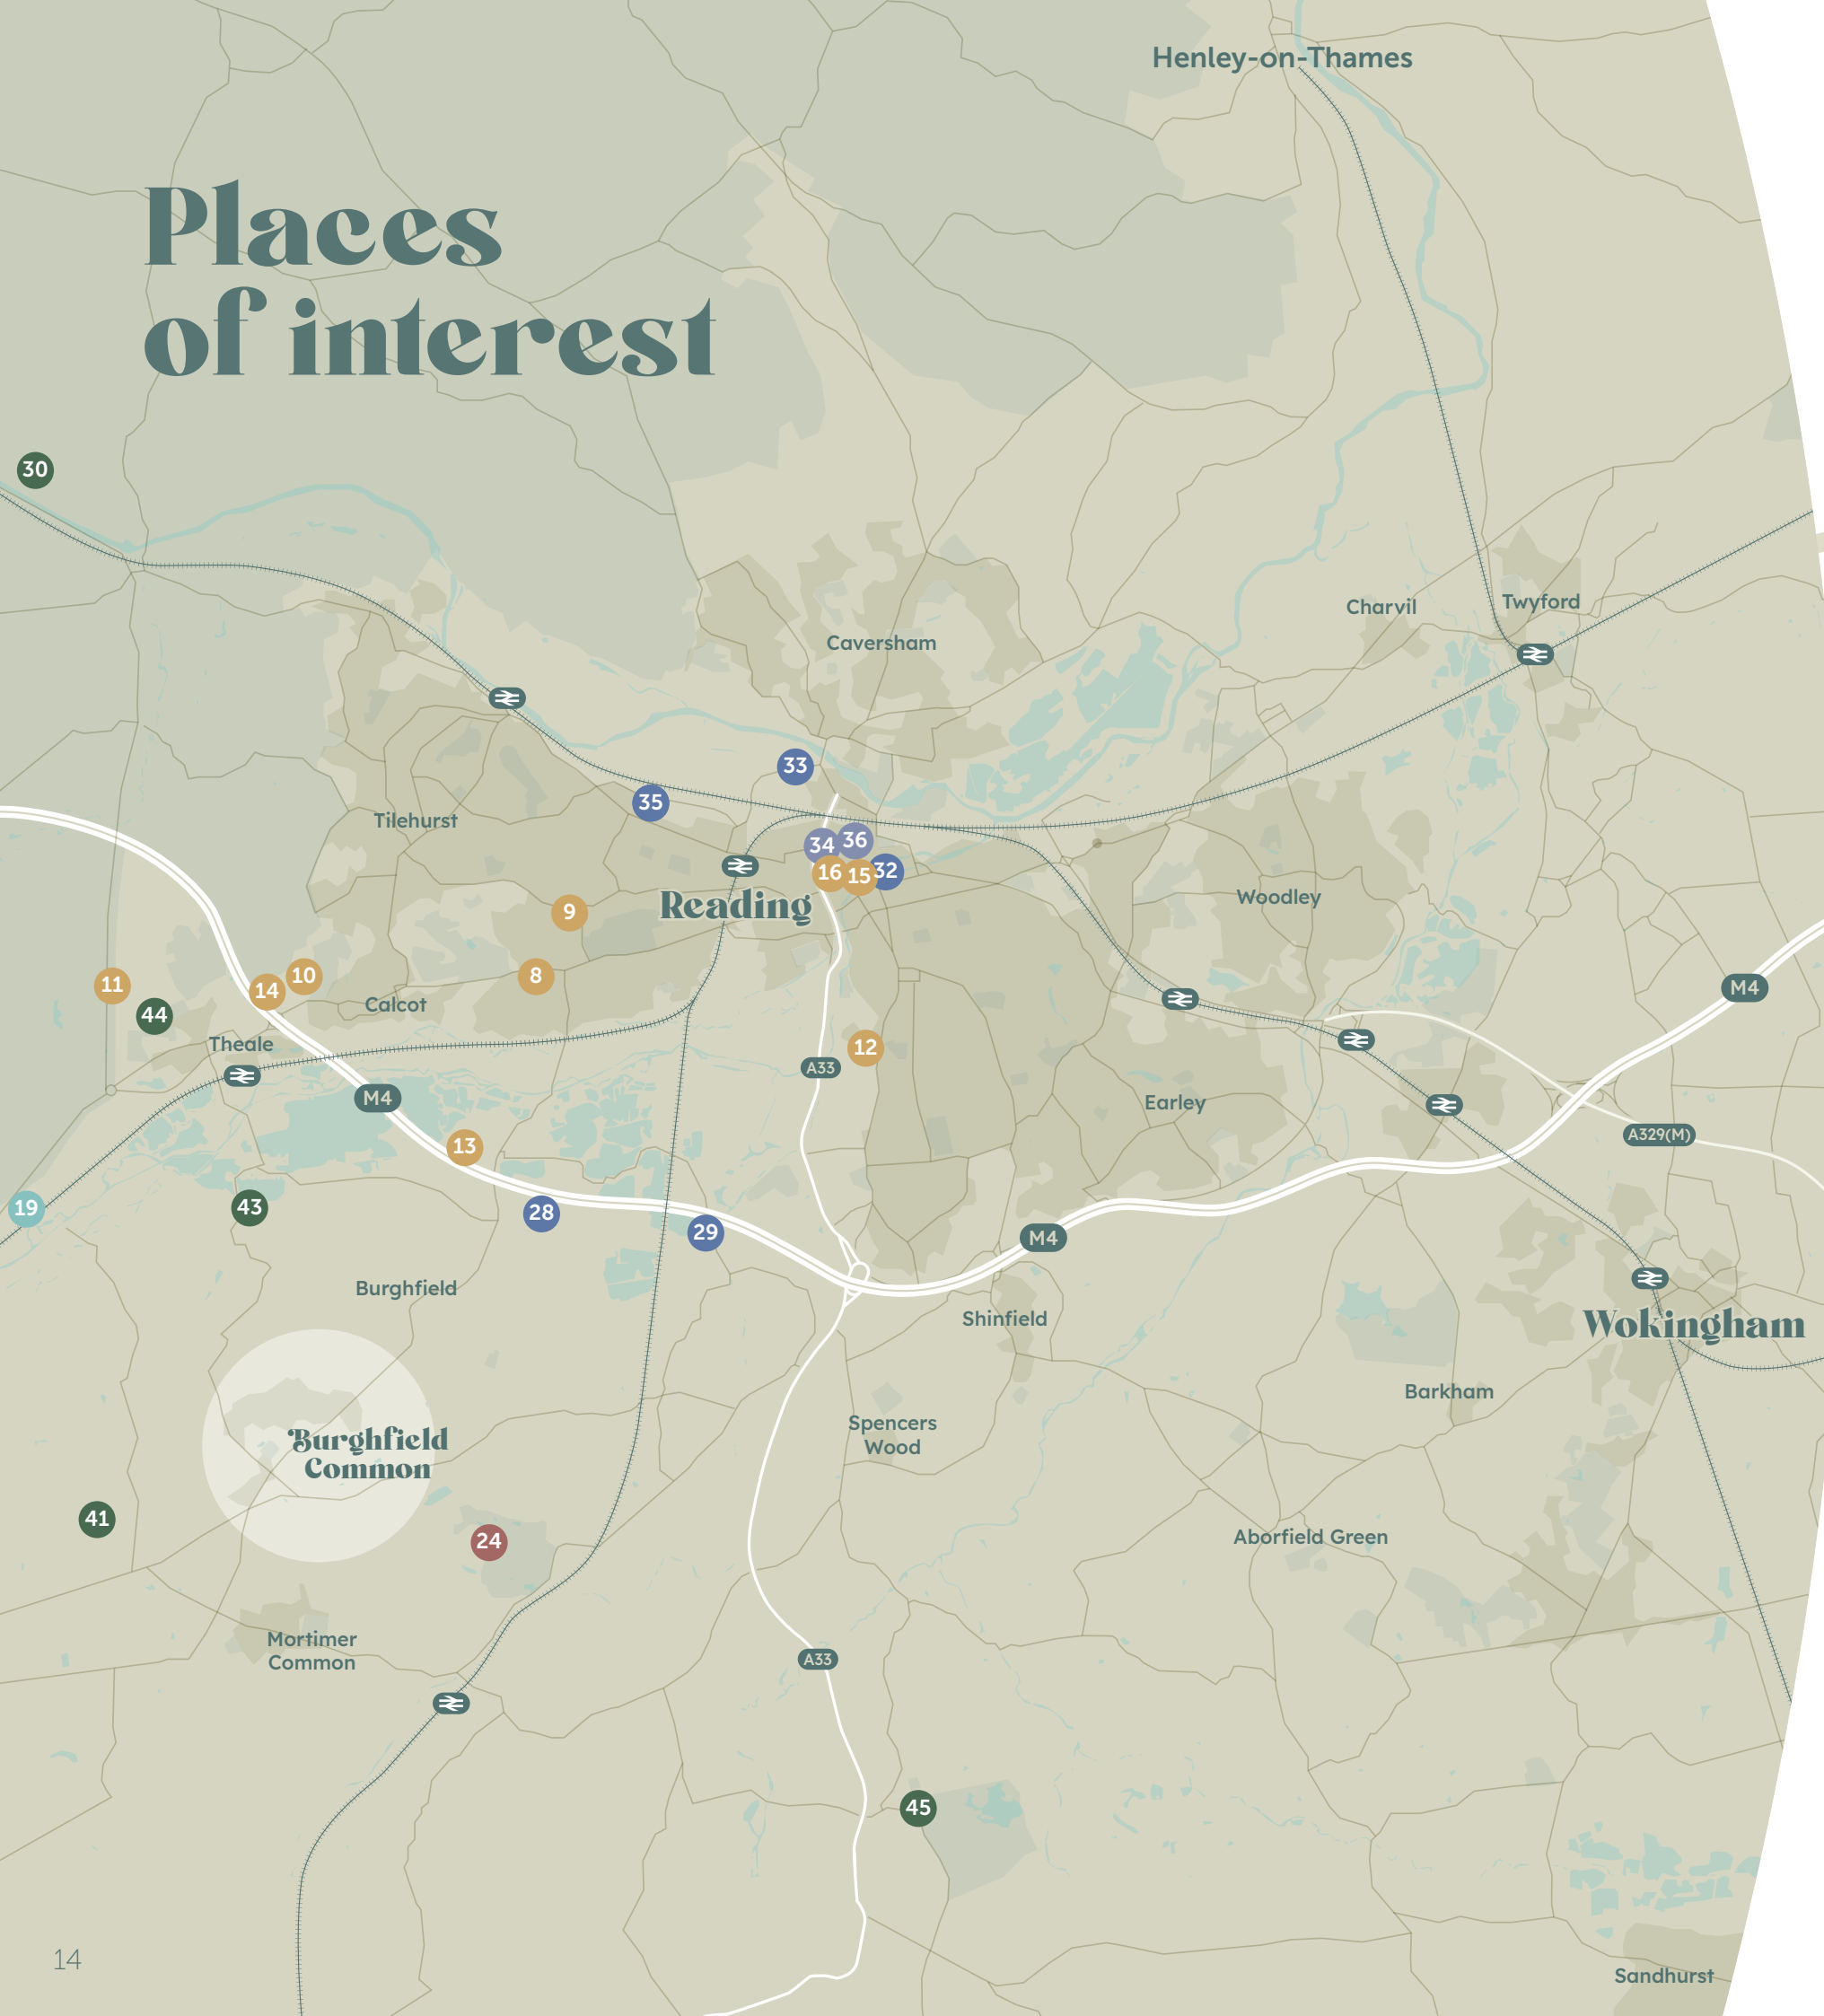 Henley-on-Thames
Places
of interest
30
Charvil
Twyford
Caversham
33
35
Tilehurst
34
36
16
15
32
Reading
Woodley
9
11
10
14
8
M4
Calcot
44
Theale
12
A33
M4
Earley
A329(M)
13
19
43
28
29
M4
Burghfield
Shinfield
Wokingham
Barkham
Burghfield
Common
Spencers
Wood
41
24
Aborfield Green
Mortimer
Common
A33
45
14
Sandhurst